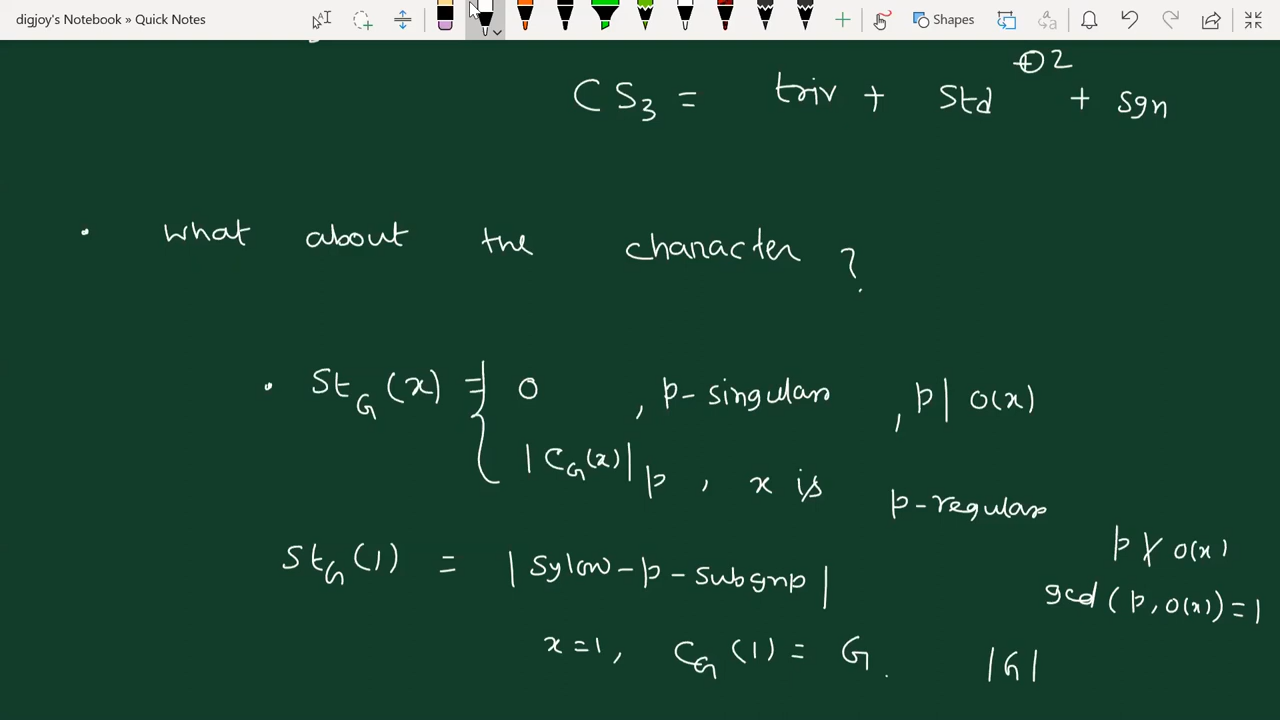 digjoy's Notebook » Quick Notes
Shapes
CS₃ = triv + Std^{⊕2} + sgn
• What about the character ?
• St_G(x) = { 0 , p-singular , p | o(x)
|C_G(x)|_p , x is p-regular
p ∤ o(x)
St_G(1) = | Sylow-p-subgrp |
gcd(p, o(x)) = 1
x=1, C_G(1) = G. |G|